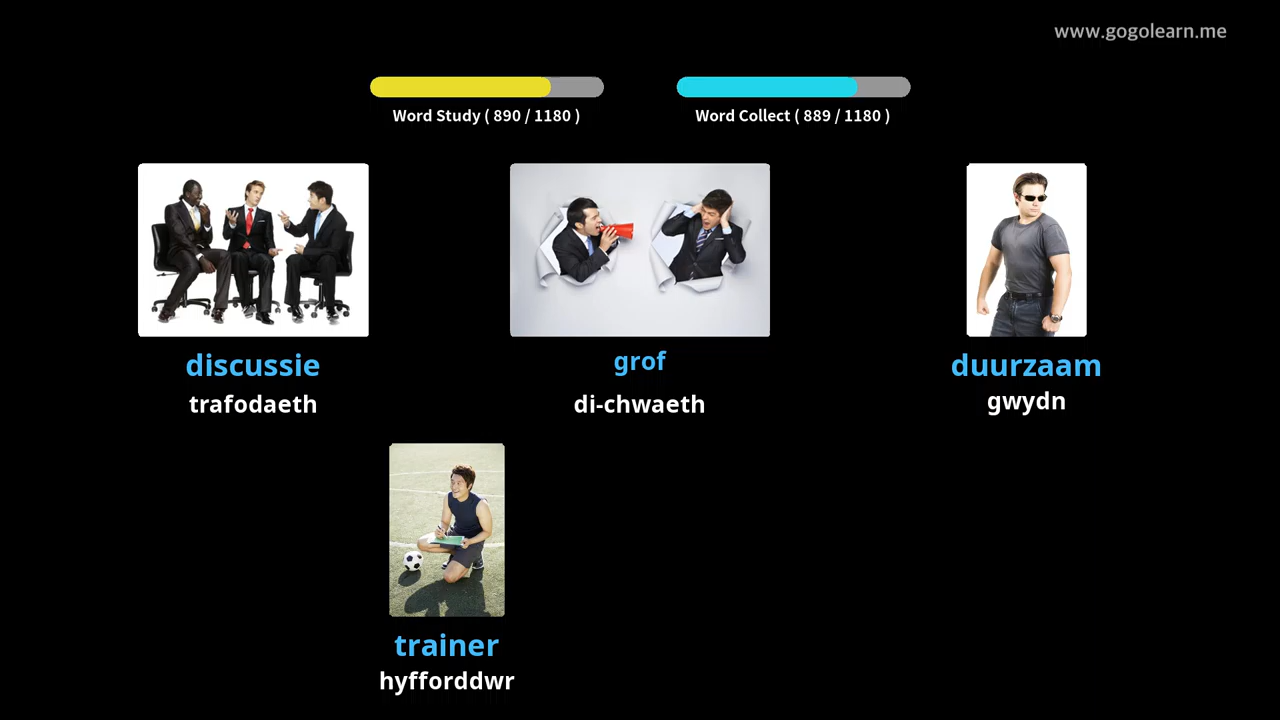 www.gogolearn.me
Word Study ( 890 / 1180 )
Word Collect ( 889 / 1180 )
discussie
trafodaeth
grof
di-chwaeth
duurzaam
gwydn
trainer
hyfforddwr